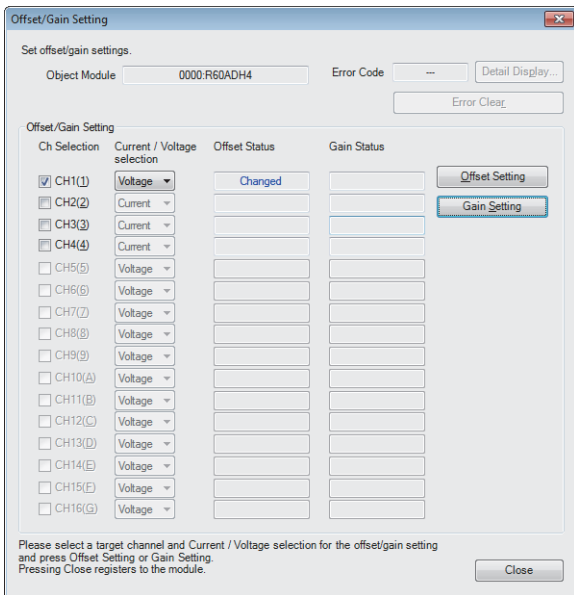 Offset/Gain Setting
Set offset/gain settings.
Object Module 0000:R60ADH4 Error Code --- Detail Display...
Error Clear
Offset/Gain Setting
Ch Selection Current / Voltage selection Offset Status Gain Status
CH1(1) Voltage Changed Offset Setting
CH2(2) Current Gain Setting
CH3(3) Current
CH4(4) Current
CH5(5) Voltage
CH6(6) Voltage
CH7(7) Voltage
CH8(8) Voltage
CH9(9) Voltage
CH10(A) Voltage
CH11(B) Voltage
CH12(C) Voltage
CH13(D) Voltage
CH14(E) Voltage
CH15(F) Voltage
CH16(G) Voltage
Please select a target channel and Current / Voltage selection for the offset/gain setting
and press Offset Setting or Gain Setting.
Pressing Close registers to the module.
Close